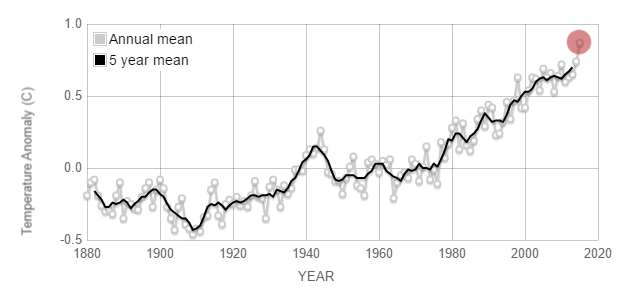 1.0
Annual mean
5 year mean
0.5
0.0
-0.5
Temperature Anomaly (C)
1880 1900 1920 1940 1960 1980 2000 2020
YEAR